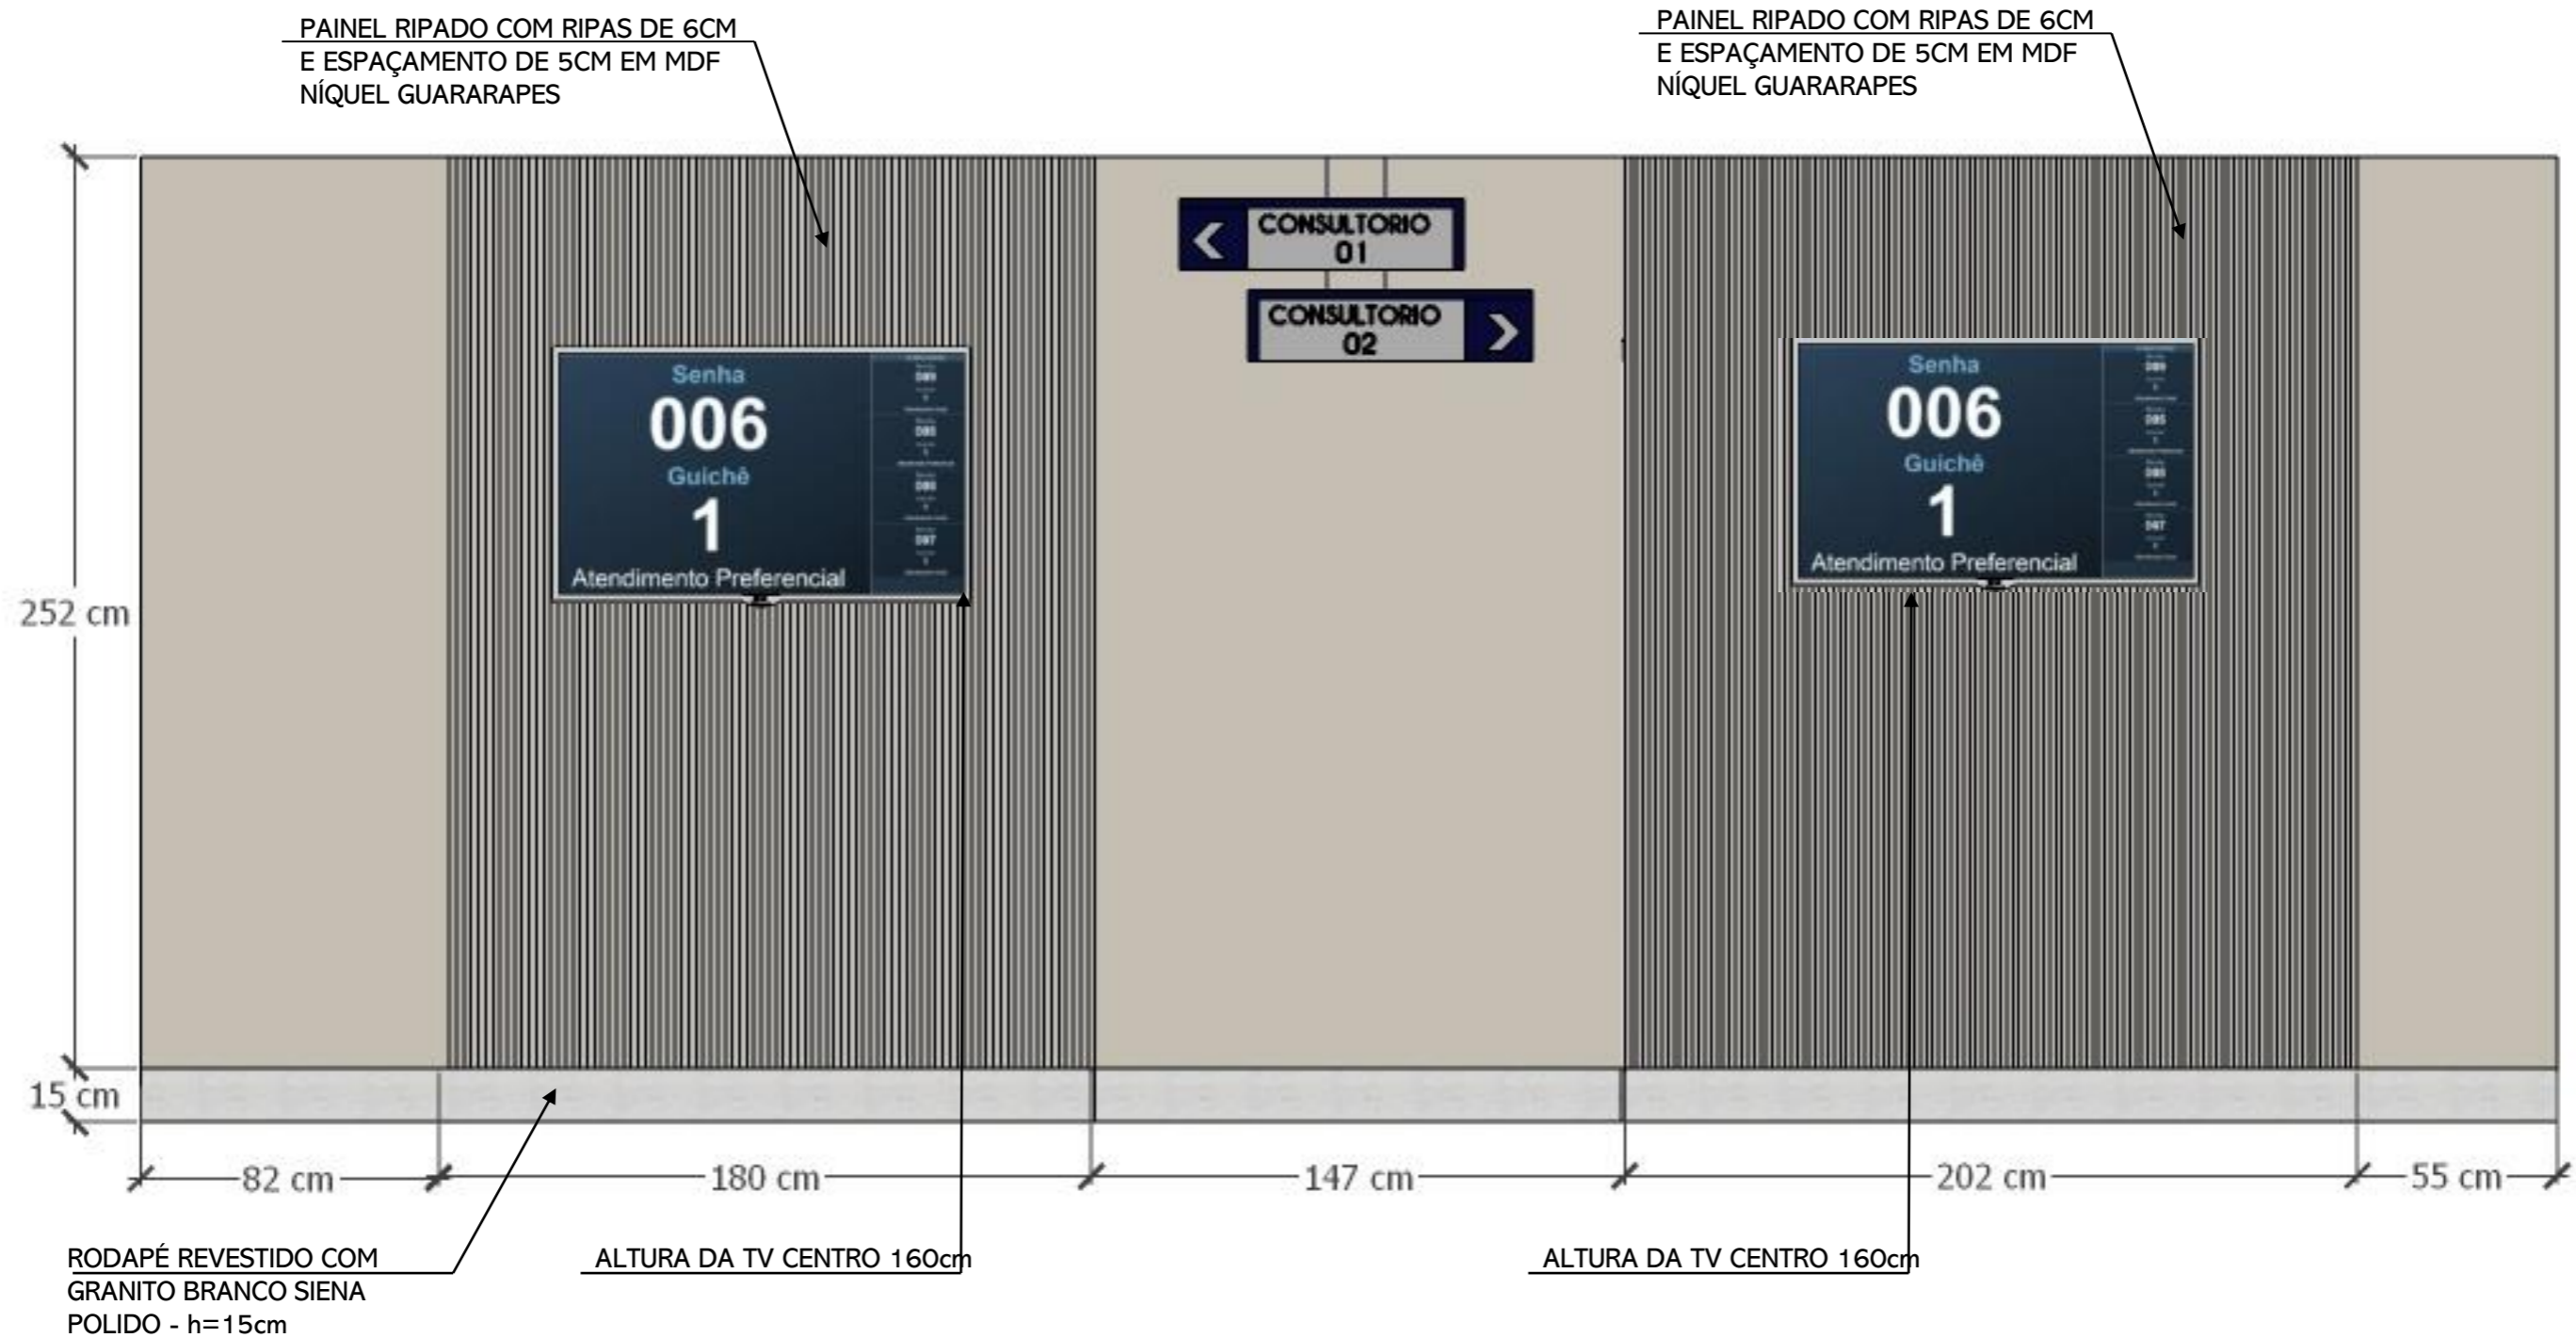 PAINEL RIPADO COM RIPAS DE 6CM
E ESPAÇAMENTO DE 5CM EM MDF
NÍQUEL GUARARAPES
PAINEL RIPADO COM RIPAS DE 6CM
E ESPAÇAMENTO DE 5CM EM MDF
NÍQUEL GUARARAPES
CONSULTORIO
01
CONSULTORIO
02
Senha
006
Guichê
1
Atendimento Preferencial
Senha
006
Guichê
1
Atendimento Preferencial
252 cm
15 cm
82 cm
180 cm
147 cm
202 cm
55 cm
RODAPÉ REVESTIDO COM
GRANITO BRANCO SIENA
POLIDO - h=15cm
ALTURA DA TV CENTRO 160cm
ALTURA DA TV CENTRO 160cm